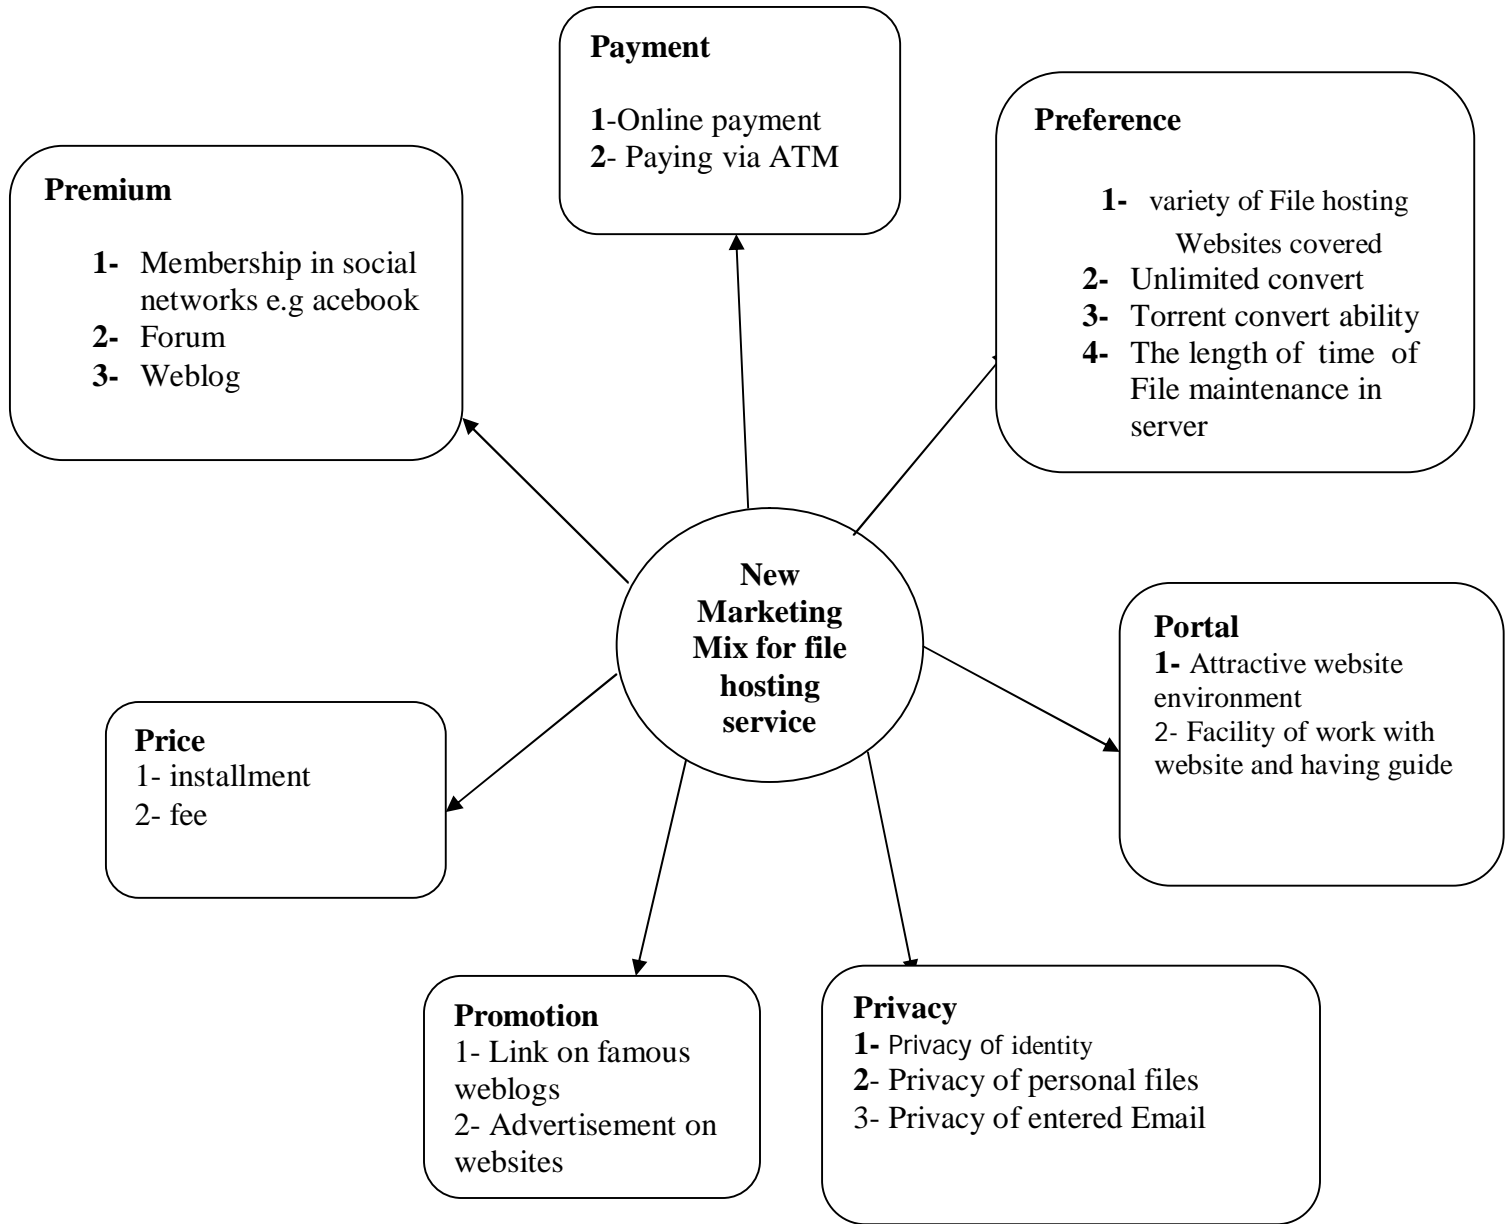 Payment
1-Online payment
2- Paying via ATM
Preference
1- variety of File hosting
Websites covered
2- Unlimited convert
3- Torrent convert ability
4- The length of time of
File maintenance in
server
Premium
1- Membership in social
networks e.g acebook
2- Forum
3- Weblog
New
Marketing
Mix for file
hosting
service
Portal
1- Attractive website
environment
2- Facility of work with
website and having guide
Price
1- installment
2- fee
Promotion
1- Link on famous
weblogs
2- Advertisement on
websites
Privacy
1- Privacy of identity
2- Privacy of personal files
3- Privacy of entered Email